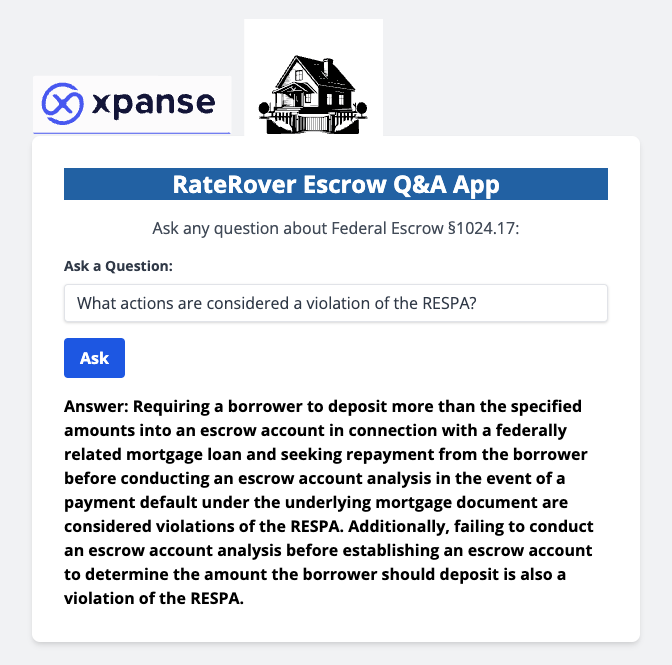 xpanse
RateRover Escrow Q&A App
Ask any question about Federal Escrow §1024.17:
Ask a Question:
What actions are considered a violation of the RESPA?
Ask
Answer: Requiring a borrower to deposit more than the specified
amounts into an escrow account in connection with a federally
related mortgage loan and seeking repayment from the borrower
before conducting an escrow account analysis in the event of a
payment default under the underlying mortgage document are
considered violations of the RESPA. Additionally, failing to conduct
an escrow account analysis before establishing an escrow account
to determine the amount the borrower should deposit is also a
violation of the RESPA.